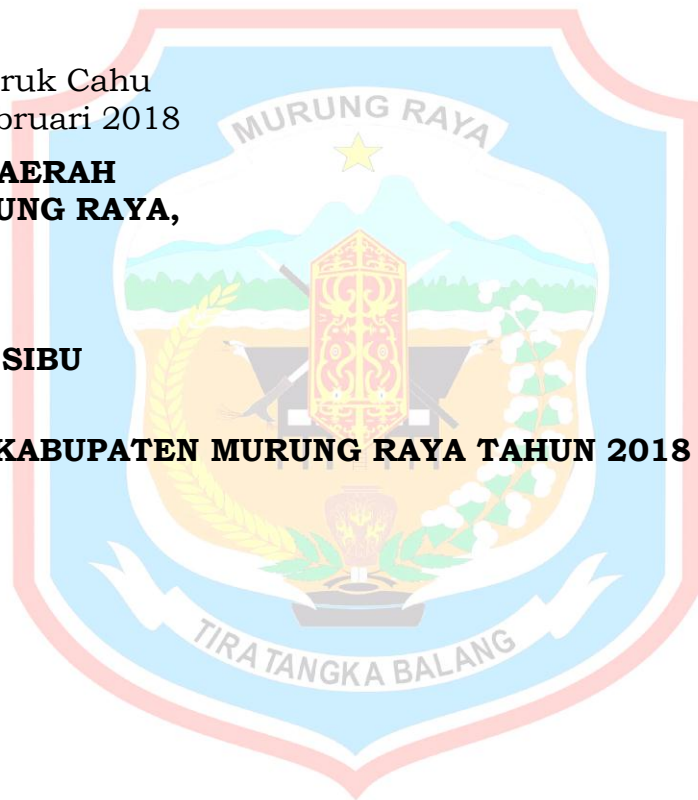 ruk Cahu
bruari 2018
AERAH
UNG RAYA,
SIBU
KABUPATEN MURUNG RAYA TAHUN 2018
MURUNG RAYA
TIRA TANGKA BALANG